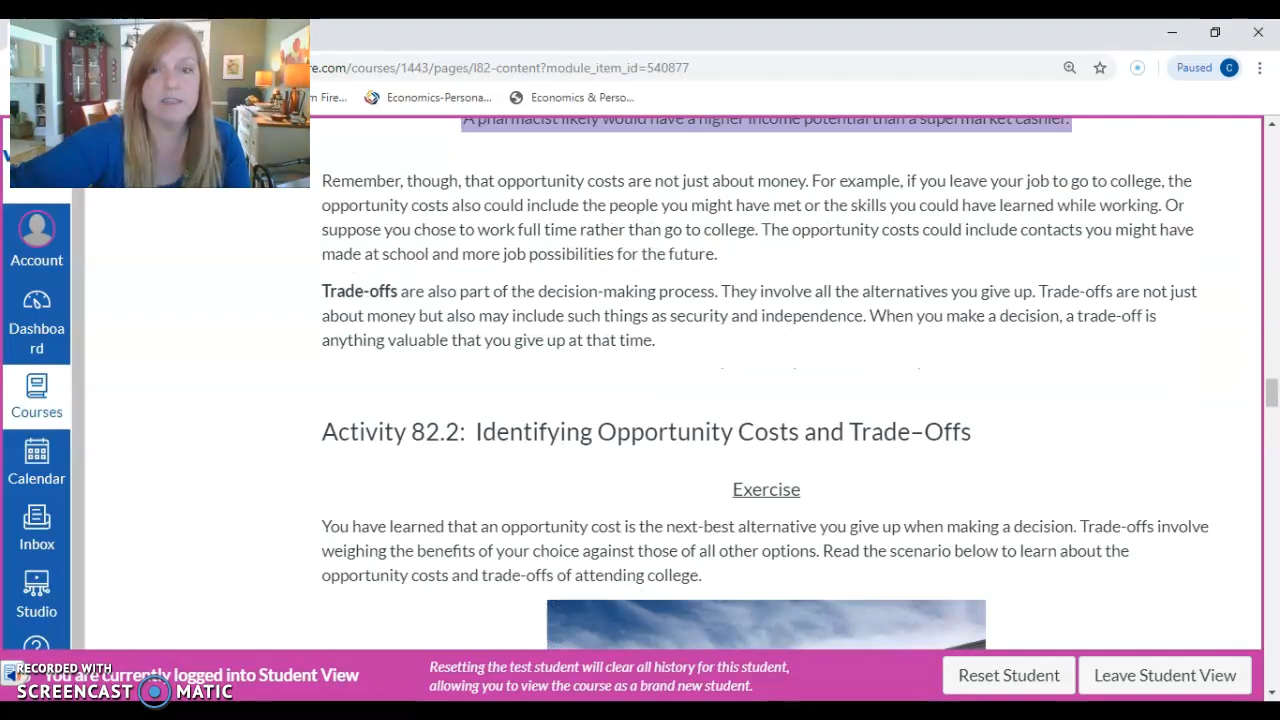 re.com/courses/1443/pages/l82-content?module_item_id=540877
Paused
C
m Fire...
Economics-Persona...
Economics & Perso...
A pharmacist likely would have a higher income potential than a supermarket cashier.
Remember, though, that opportunity costs are not just about money. For example, if you leave your job to go to college, the
opportunity costs also could include the people you might have met or the skills you could have learned while working. Or
suppose you chose to work full time rather than go to college. The opportunity costs could include contacts you might have
made at school and more job possibilities for the future.
Trade-offs are also part of the decision-making process. They involve all the alternatives you give up. Trade-offs are not just
about money but also may include such things as security and independence. When you make a decision, a trade-off is
anything valuable that you give up at that time.
Activity 82.2: Identifying Opportunity Costs and Trade–Offs
Exercise
You have learned that an opportunity cost is the next-best alternative you give up when making a decision. Trade-offs involve
weighing the benefits of your choice against those of all other options. Read the scenario below to learn about the
opportunity costs and trade-offs of attending college.
Account
Dashboa
rd
Courses
Calendar
Inbox
Studio
You are currently logged into Student View
Resetting the test student will clear all history for this student,
allowing you to view the course as a brand new student.
Reset Student
Leave Student View
RECORDED WITH
SCREENCAST MATIC